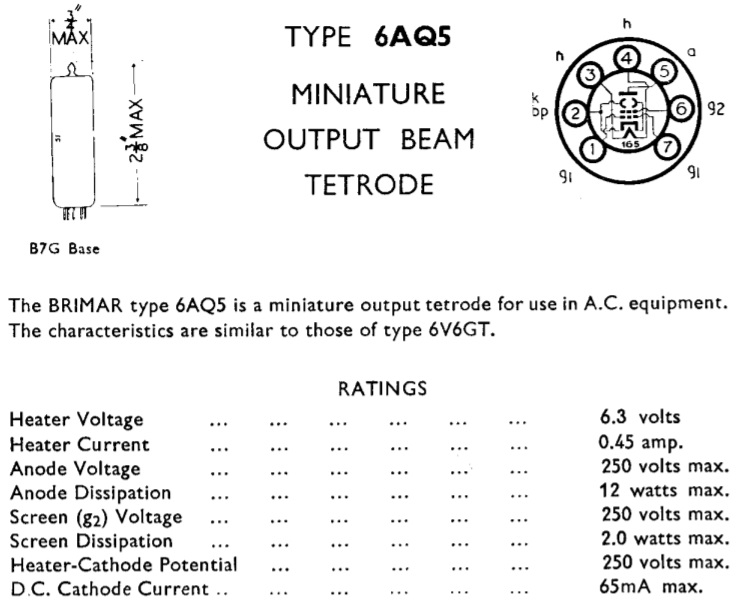 3/4"
MAX
2 3/8" MAX
B7G Base
TYPE 6AQ5
MINIATURE
OUTPUT BEAM
TETRODE
h
h a
4
3 5
k
bp 2 6 g2
1 7
165
g1 g1
The BRIMAR type 6AQ5 is a miniature output tetrode for use in A.C. equipment.
The characteristics are similar to those of type 6V6GT.
RATINGS
Heater Voltage ... ... ... ... ... ... 6.3 volts
Heater Current ... ... ... ... ... ... 0.45 amp.
Anode Voltage ... ... ... ... ... ... 250 volts max.
Anode Dissipation ... ... ... ... ... ... 12 watts max.
Screen (g2) Voltage ... ... ... ... ... ... 250 volts max.
Screen Dissipation ... ... ... ... ... ... 2.0 watts max.
Heater-Cathode Potential ... ... ... ... ... 250 volts max.
D.C. Cathode Current .. ... ... ... ... ... 65mA max.